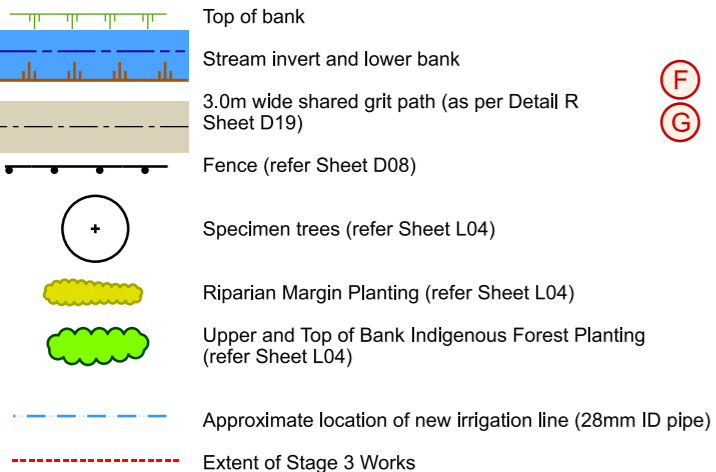 Top of bank
Stream invert and lower bank
3.0m wide shared grit path (as per Detail R
Sheet D19)
Fence (refer Sheet D08)
Specimen trees (refer Sheet L04)
Riparian Margin Planting (refer Sheet L04)
Upper and Top of Bank Indigenous Forest Planting
(refer Sheet L04)
Approximate location of new irrigation line (28mm ID pipe)
Extent of Stage 3 Works
F
G